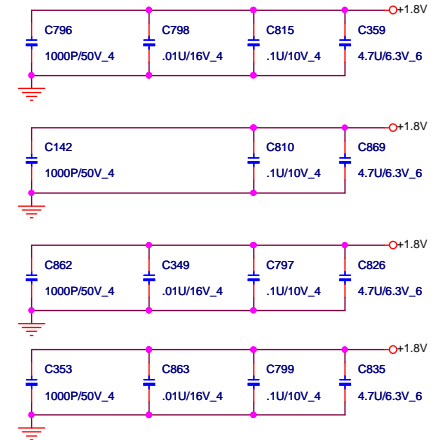 +1.8V
C796 C798 C815 C359
1000P/50V_4 .01U/16V_4 .1U/10V_4 4.7U/6.3V_6
+1.8V
C142 C810 C869
1000P/50V_4 .1U/10V_4 4.7U/6.3V_6
+1.8V
C862 C349 C797 C826
1000P/50V_4 .01U/16V_4 .1U/10V_4 4.7U/6.3V_6
+1.8V
C353 C863 C799 C835
1000P/50V_4 .01U/16V_4 .1U/10V_4 4.7U/6.3V_6